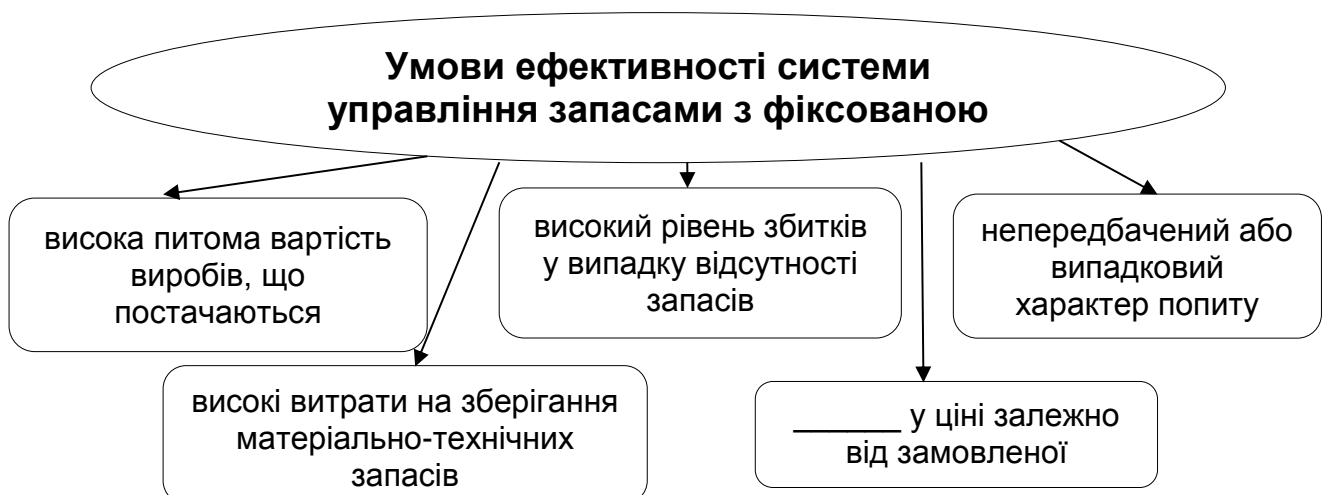 Умови ефективності системи
управління запасами з фіксованою
висока питома вартість
виробів, що
постачаються
високий рівень збитків
у випадку відсутності
запасів
непередбачений або
випадковий
характер попиту
високі витрати на зберігання
матеріально-технічних
запасів
______ у ціні залежно
від замовленої